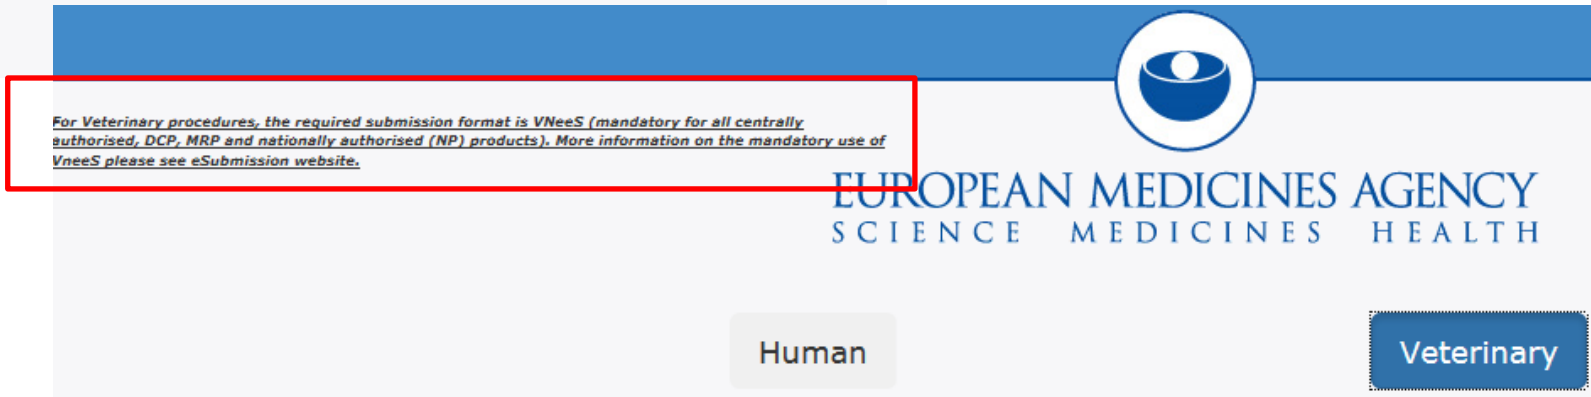 For Veterinary procedures, the required submission format is VNeeS (mandatory for all centrally
authorised, DCP, MRP and nationally authorised (NP) products). More information on the mandatory use of
VneeS please see eSubmission website.
EUROPEAN MEDICINES AGENCY
SCIENCE MEDICINES HEALTH
Human
Veterinary